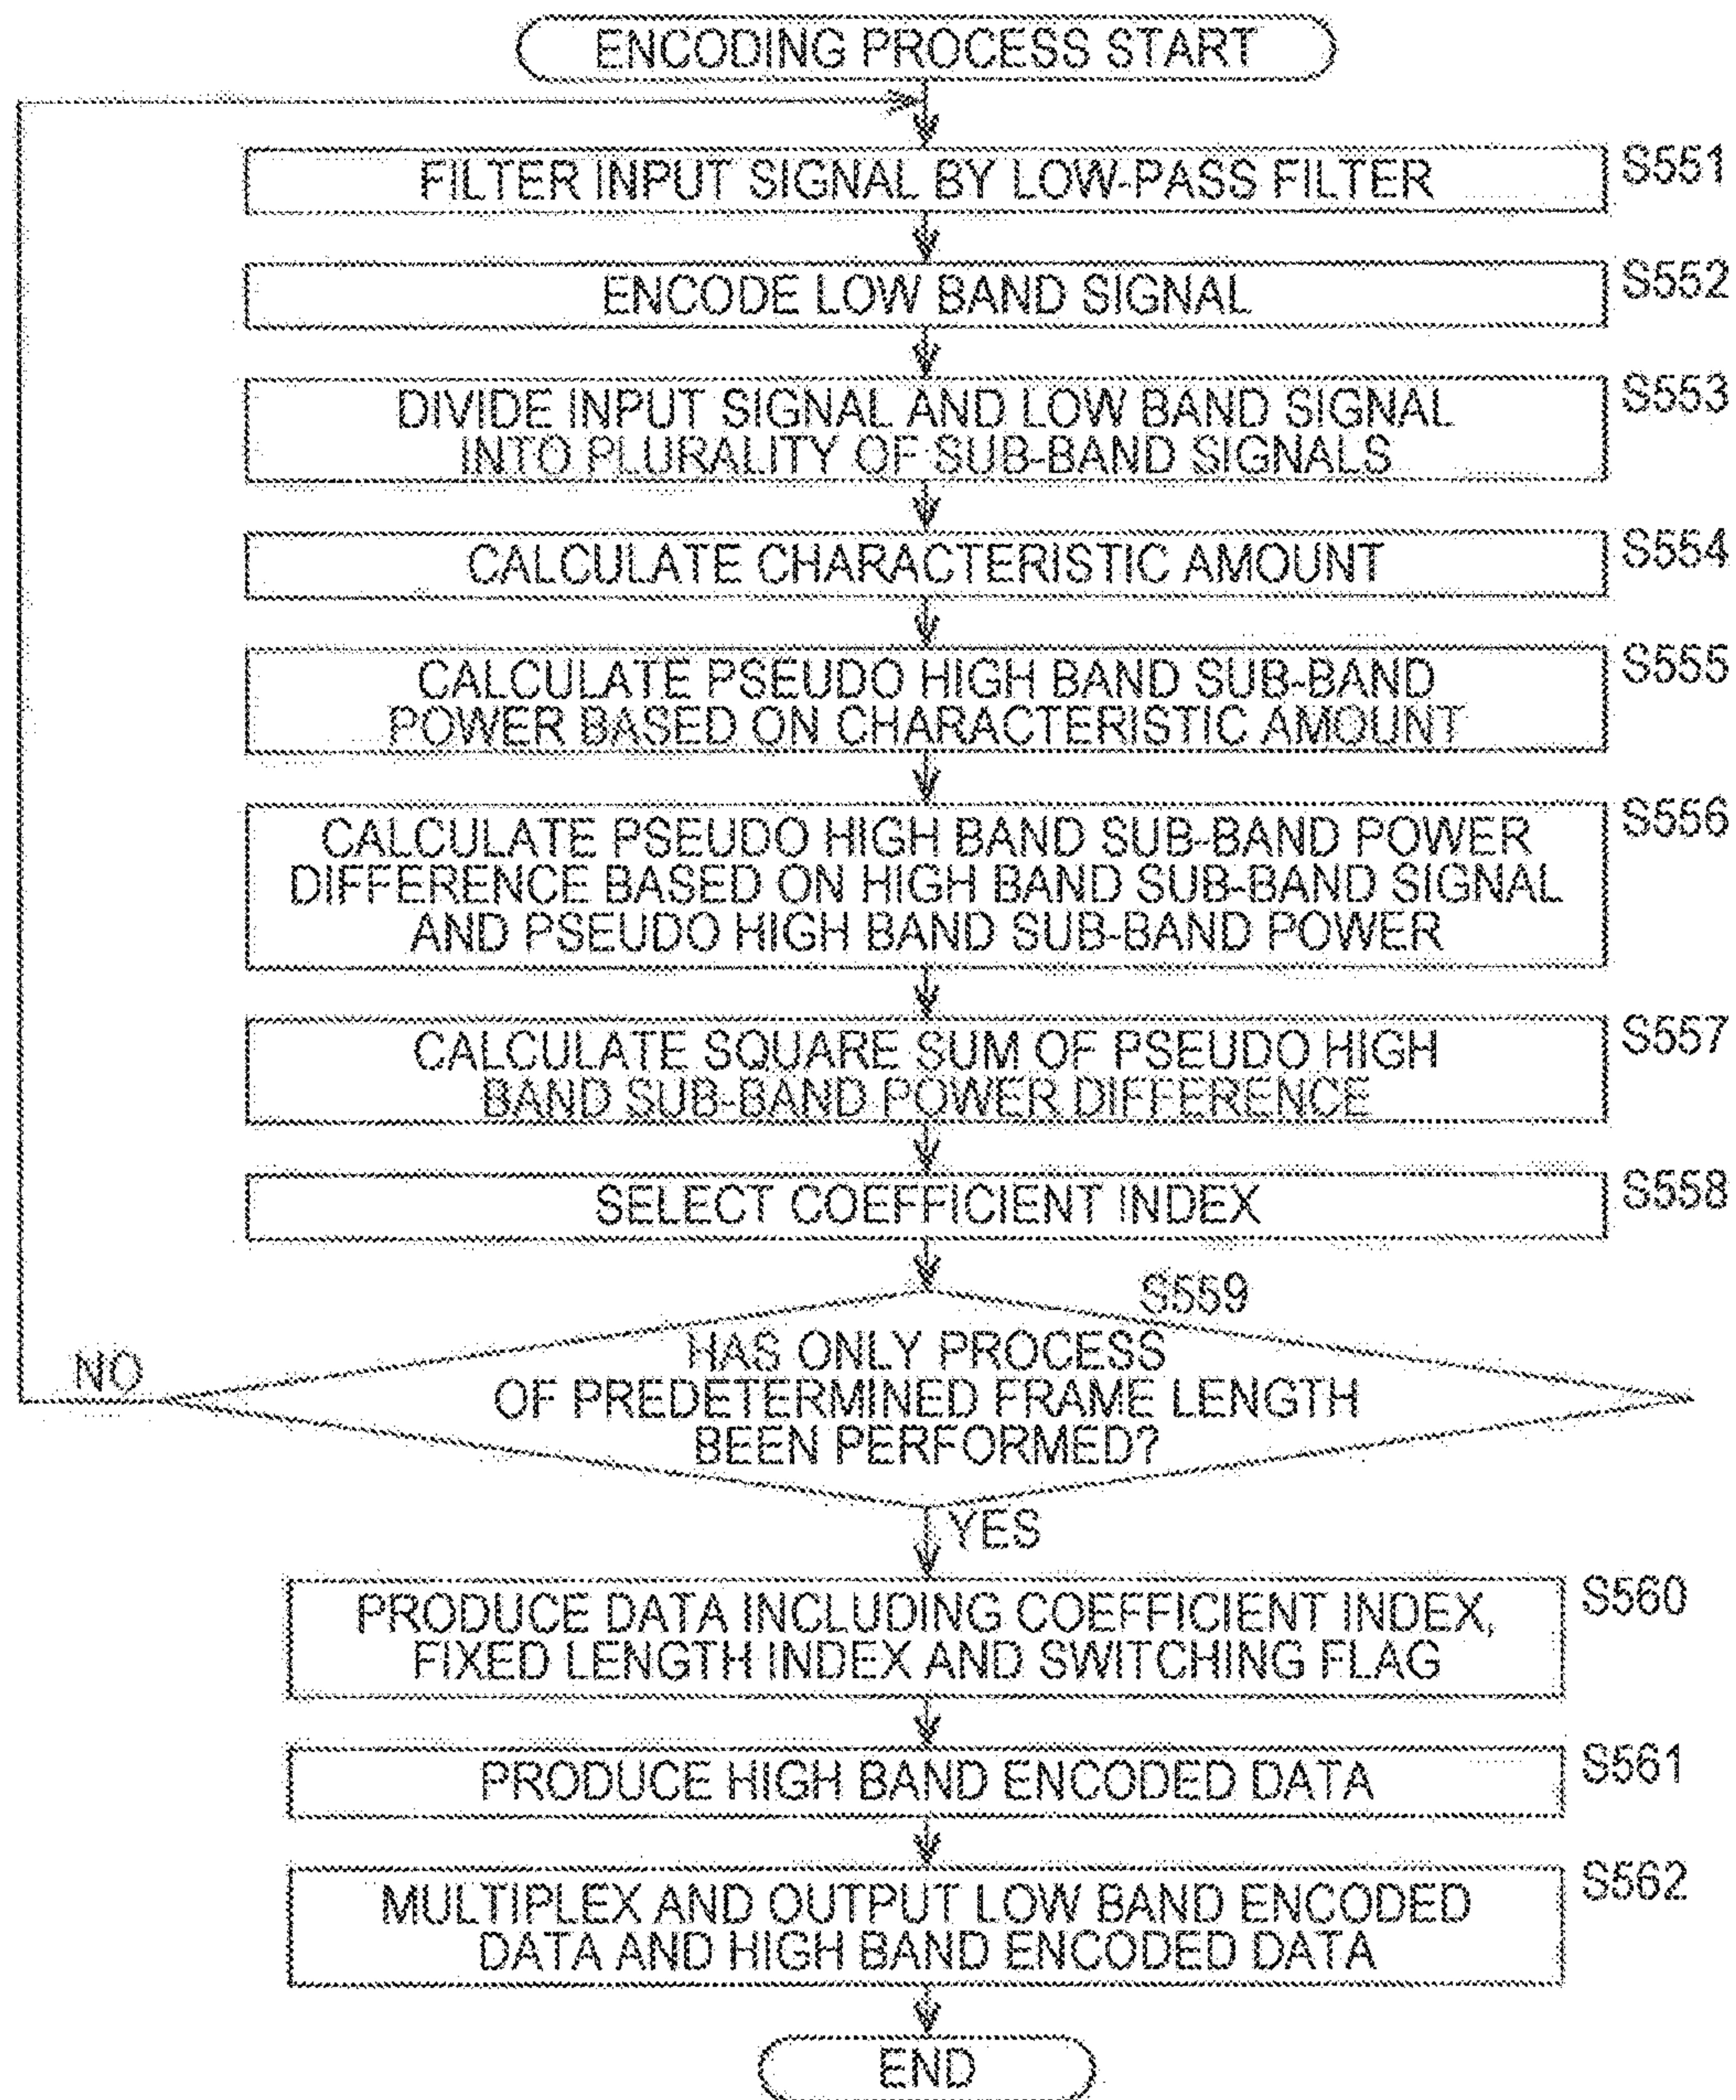 ENCODING PROCESS START
FILTER INPUT SIGNAL BY LOW-PASS FILTER
S551
ENCODE LOW BAND SIGNAL
S552
DIVIDE INPUT SIGNAL AND LOW BAND SIGNAL
INTO PLURALITY OF SUB-BAND SIGNALS
S553
CALCULATE CHARACTERISTIC AMOUNT
S554
CALCULATE PSEUDO HIGH BAND SUB-BAND
POWER BASED ON CHARACTERISTIC AMOUNT
S555
CALCULATE PSEUDO HIGH BAND SUB-BAND POWER
DIFFERENCE BASED ON HIGH BAND SUB-BAND SIGNAL
AND PSEUDO HIGH BAND SUB-BAND POWER
S556
CALCULATE SQUARE SUM OF PSEUDO HIGH
BAND SUB-BAND POWER DIFFERENCE
S557
SELECT COEFFICIENT INDEX
S558
S559
HAS ONLY PROCESS
OF PREDETERMINED FRAME LENGTH
BEEN PERFORMED?
NO
YES
PRODUCE DATA INCLUDING COEFFICIENT INDEX,
FIXED LENGTH INDEX AND SWITCHING FLAG
S560
PRODUCE HIGH BAND ENCODED DATA
S561
MULTIPLEX AND OUTPUT LOW BAND ENCODED
DATA AND HIGH BAND ENCODED DATA
S562
END